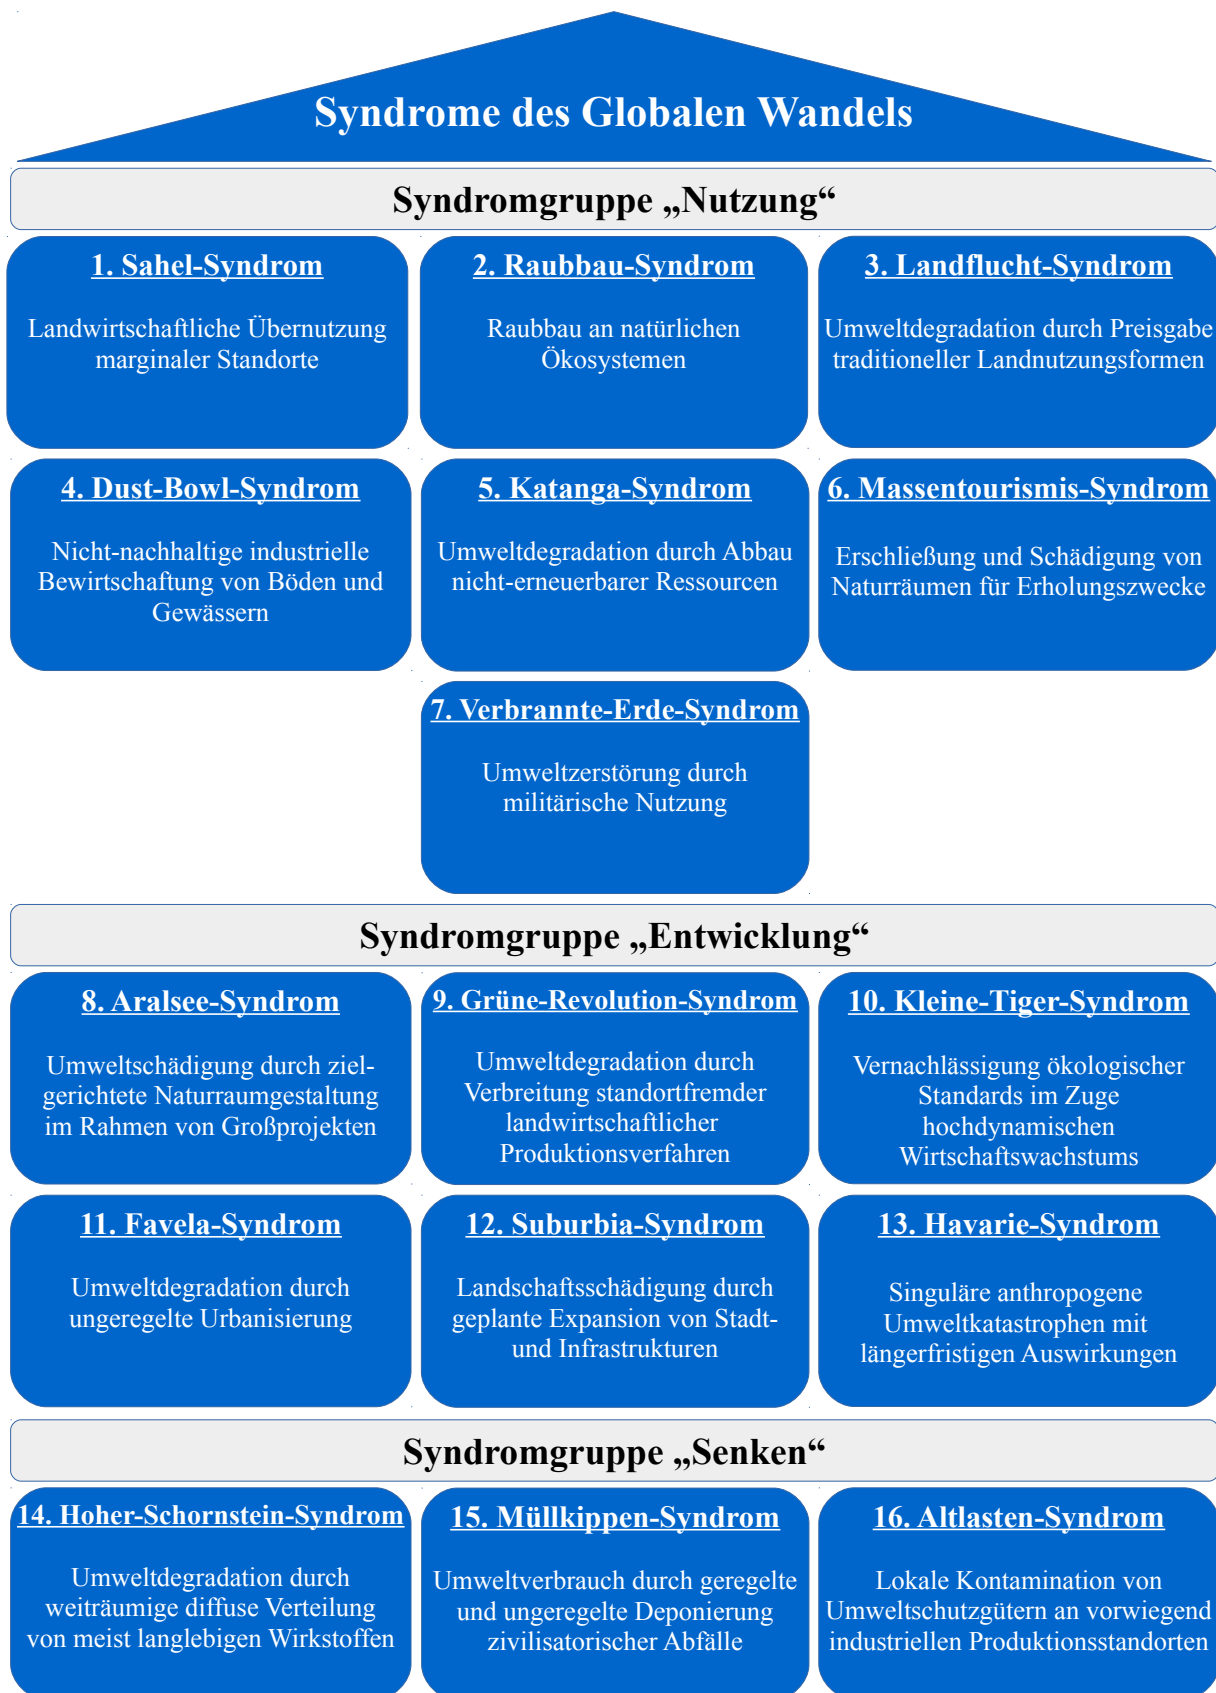 Syndrome des Globalen Wandels
Syndromgruppe „Nutzung“
1. Sahel-Syndrom
Landwirtschaftliche Übernutzung
marginaler Standorte
2. Raubbau-Syndrom
Raubbau an natürlichen
Ökosystemen
3. Landflucht-Syndrom
Umweltdegradation durch Preisgabe
traditioneller Landnutzungsformen
4. Dust-Bowl-Syndrom
Nicht-nachhaltige industrielle
Bewirtschaftung von Böden und
Gewässern
5. Katanga-Syndrom
Umweltdegradation durch Abbau
nicht-erneuerbarer Ressourcen
6. Massentourismis-Syndrom
Erschließung und Schädigung von
Naturräumen für Erholungszwecke
7. Verbrannte-Erde-Syndrom
Umweltzerstörung durch
militärische Nutzung
Syndromgruppe „Entwicklung“
8. Aralsee-Syndrom
Umweltschädigung durch ziel-
gerichtete Naturraumgestaltung
im Rahmen von Großprojekten
9. Grüne-Revolution-Syndrom
Umweltdegradation durch
Verbreitung standortfremder
landwirtschaftlicher
Produktionsverfahren
10. Kleine-Tiger-Syndrom
Vernachlässigung ökologischer
Standards im Zuge
hochdynamischen
Wirtschaftswachstums
11. Favela-Syndrom
Umweltdegradation durch
ungeregelte Urbanisierung
12. Suburbia-Syndrom
Landschaftsschädigung durch
geplante Expansion von Stadt-
und Infrastrukturen
13. Havarie-Syndrom
Singuläre anthropogene
Umweltkatastrophen mit
längerfristigen Auswirkungen
Syndromgruppe „Senken“
14. Hoher-Schornstein-Syndrom
Umweltdegradation durch
weiträumige diffuse Verteilung
von meist langlebigen Wirkstoffen
15. Müllkippen-Syndrom
Umweltverbrauch durch geregelte
und ungeregelte Deponierung
zivilisatorischer Abfälle
16. Altlasten-Syndrom
Lokale Kontamination von
Umweltschutzgütern an vorwiegend
industriellen Produktionsstandorten